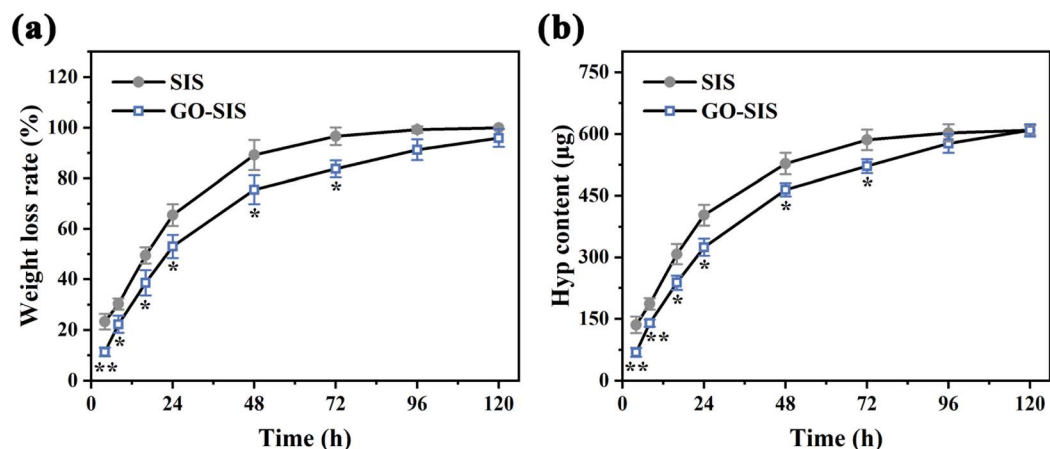 (a)
Weight loss rate (%)
120
100
80
60
40
20
0
SIS
GO-SIS
**
*
*
*
*
*
0 24 48 72 96 120
Time (h)
(b)
Hyp content (μg)
750
600
450
300
150
0
SIS
GO-SIS
**
**
*
*
*
*
0 24 48 72 96 120
Time (h)